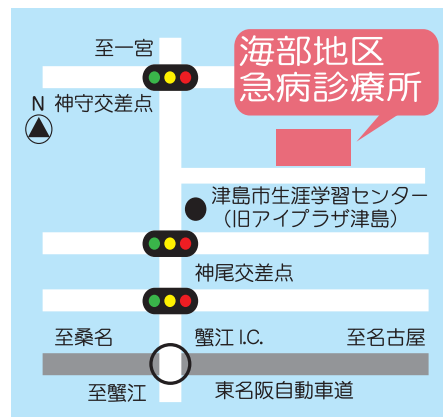 至一宮
海部地区
急病診療所
N
神守交差点
津島市生涯学習センター
（旧アイプラザ津島）
神尾交差点
至桑名
蟹江 I.C.
至名古屋
至蟹江
東名阪自動車道